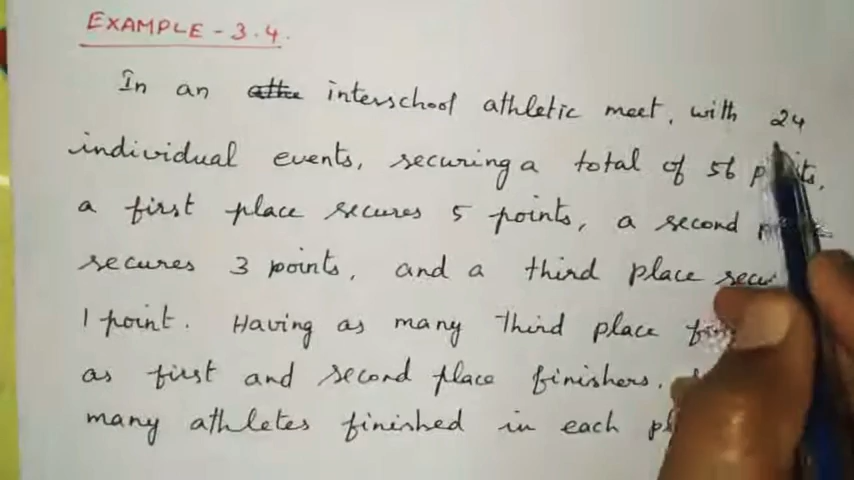 EXAMPLE - 3.4.
In an interschool athletic meet, with 24
individual events, securing a total of 56
a first place secures 5 points, a second
secures 3 points, and a third place
1 point. Having as many third place
as first and second place finishers,
many athletes finished in each